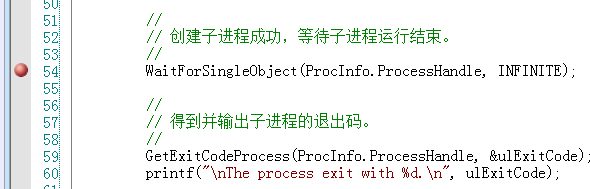 50
51 //
52 // 创建子进程成功，等待子进程运行结束。
53 //
54 WaitForSingleObject(ProcInfo.ProcessHandle, INFINITE);
55
56 //
57 // 得到并输出子进程的退出码。
58 //
59 GetExitCodeProcess(ProcInfo.ProcessHandle, &ulExitCode);
60 printf("\nThe process exit with %d.\n", ulExitCode);